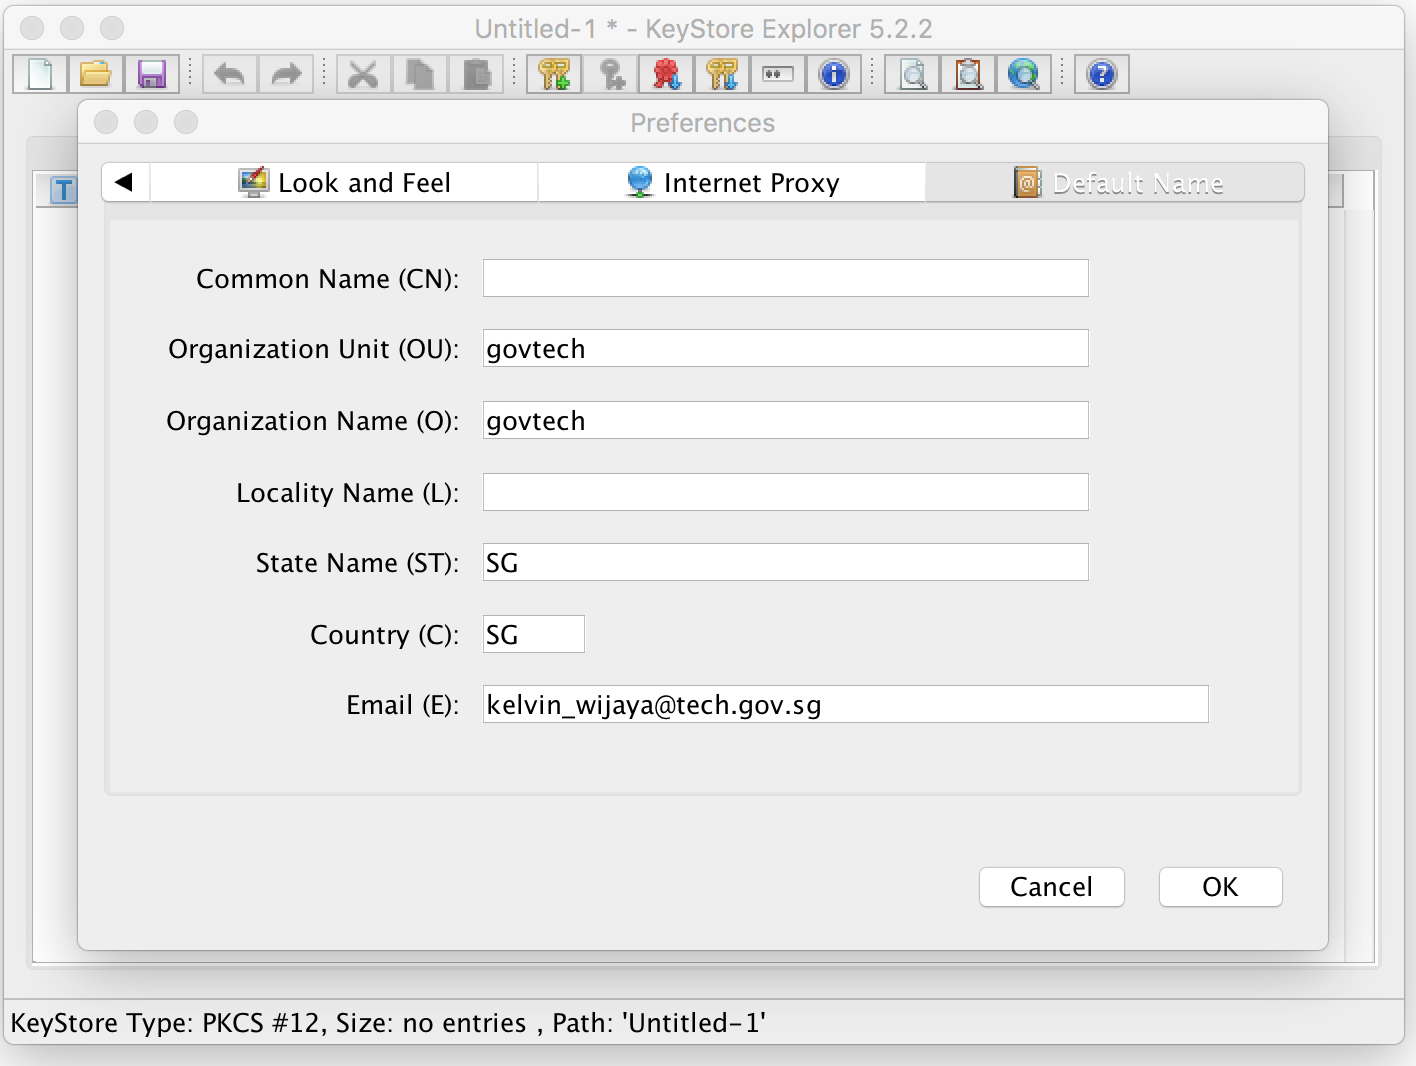 Untitled-1 * - KeyStore Explorer 5.2.2
Preferences
Look and Feel
Internet Proxy
Default Name
T
Common Name (CN):
Organization Unit (OU): govtech
Organization Name (O): govtech
Locality Name (L):
State Name (ST): SG
Country (C): SG
Email (E): kelvin_wijaya@tech.gov.sg
Cancel
OK
KeyStore Type: PKCS #12, Size: no entries , Path: 'Untitled-1'